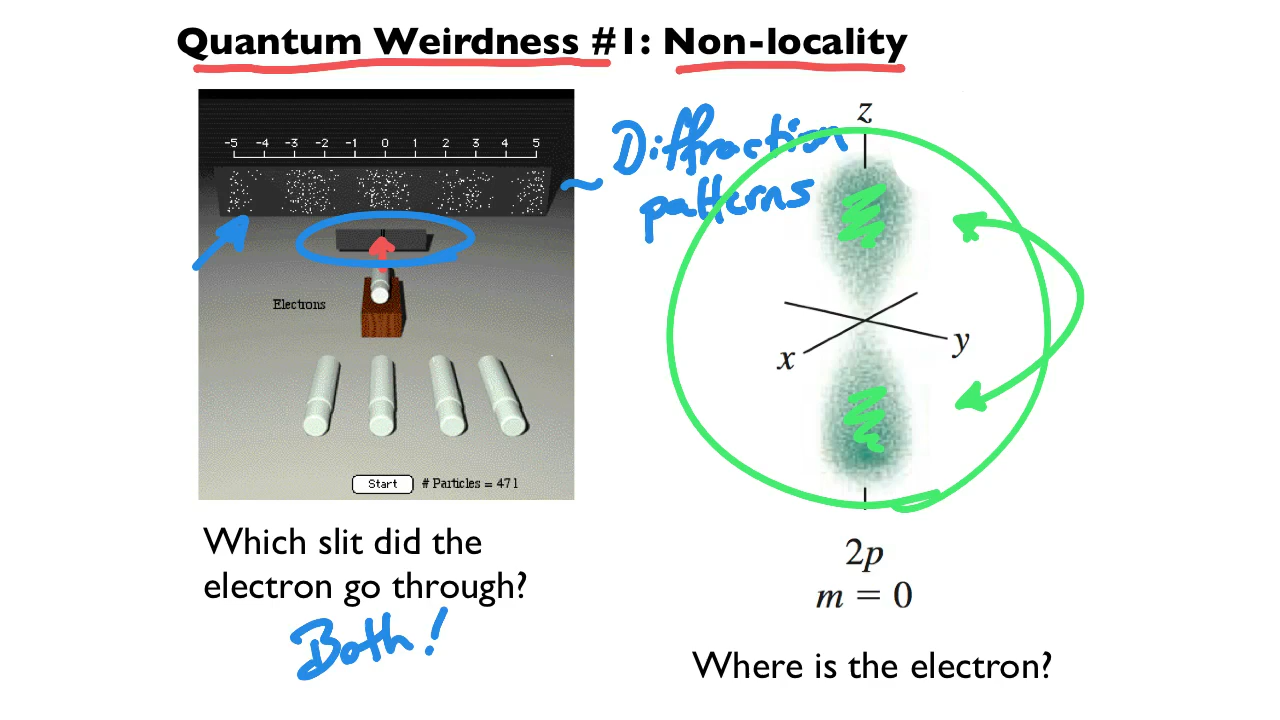 Quantum Weirdness #1: Non-locality
-5 -4 -3 -2 -1 0 1 2 3 4 5
Electrons
Start # Particles = 471
Diffraction
patterns
z
x
y
2p
m = 0
Which slit did the
electron go through?
Both!
Where is the electron?